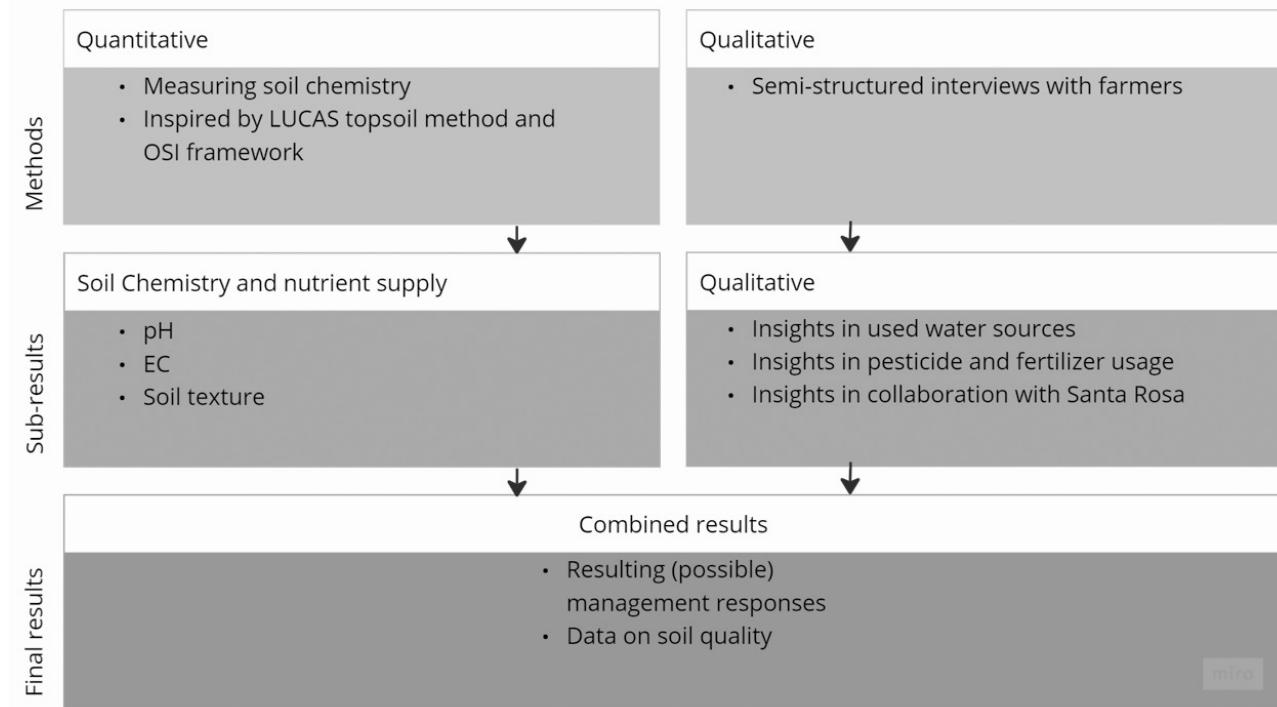 Methods
Quantitative
• Measuring soil chemistry
• Inspired by LUCAS topsoil method and
OSI framework
Qualitative
• Semi-structured interviews with farmers
Sub-results
Soil Chemistry and nutrient supply
• pH
• EC
• Soil texture
Qualitative
• Insights in used water sources
• Insights in pesticide and fertilizer usage
• Insights in collaboration with Santa Rosa
Final results
Combined results
• Resulting (possible)
management responses
• Data on soil quality
miro